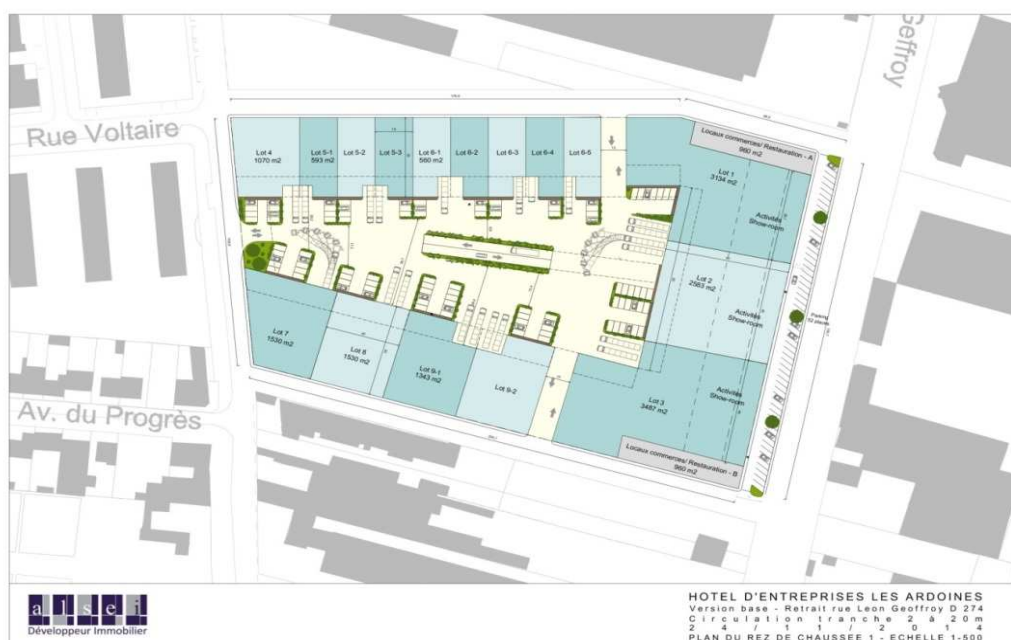 Geffroy
Rue Voltaire
Av. du Progrès
Lot 4
1070 m2
Lot 5-1
593 m2
Lot 5-2
Lot 5-3
Lot 6-1
560 m2
Lot 6-2
Lot 6-3
Lot 6-4
Lot 6-5
Locaux commerces/ Restauration - A
960 m2
Lot 1
3134 m2
Activités
Show-room
Lot 2
2563 m2
Activités
Show-room
Parking
52 places
Lot 7
1530 m2
Lot 8
1530 m2
Lot 9-1
1343 m2
Lot 9-2
Activités
Show-room
Lot 3
3487 m2
Locaux commerces/ Restauration - B
960 m2
alsei
Développeur Immobilier
HOTEL D'ENTREPRISES LES ARDOINES
Version base - Retrait rue Leon Geoffroy D 274
Circulation tranche 2 à 20m
24/11/2014
PLAN DU REZ DE CHAUSSEE 1 - ECHELLE 1-500